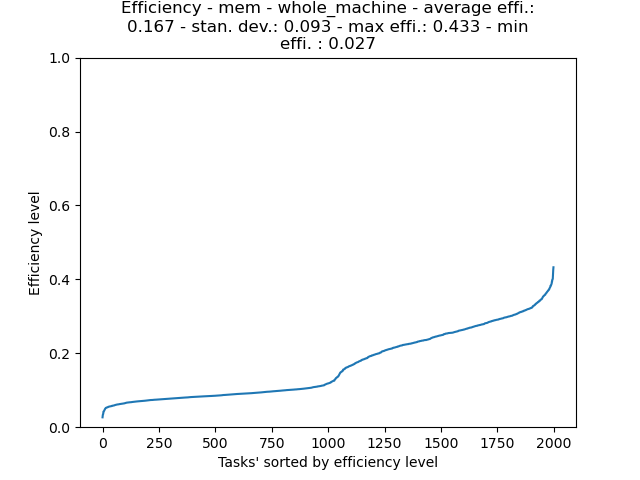 Efficiency - mem - whole_machine - average effi.:
0.167 - stan. dev.: 0.093 - max effi.: 0.433 - min
effi. : 0.027
1.0
0.8
0.6
0.4
0.2
0.0
Efficiency level
0 250 500 750 1000 1250 1500 1750 2000
Tasks' sorted by efficiency level